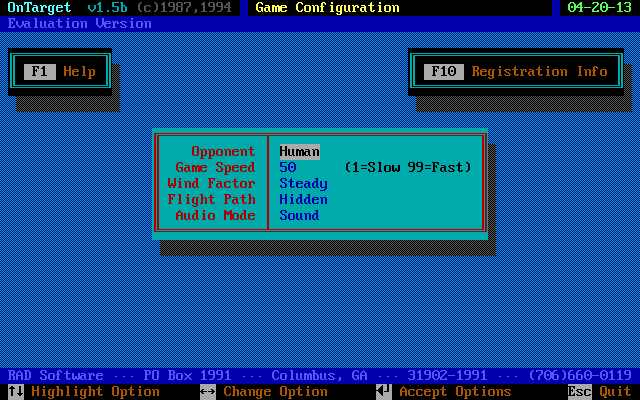 OnTarget v1.5b (c)1987,1994 Game Configuration 04-20-13
Evaluation Version
F1 Help F10 Registration Info
Opponent Human
Game Speed 50 (1=Slow 99=Fast)
Wind Factor Steady
Flight Path Hidden
Audio Mode Sound
RAD Software ... PO Box 1991 ... Columbus, GA ... 31902-1991 ... (706)660-0119
↑↓ Highlight Option ↔ Change Option ↵ Accept Options Esc Quit